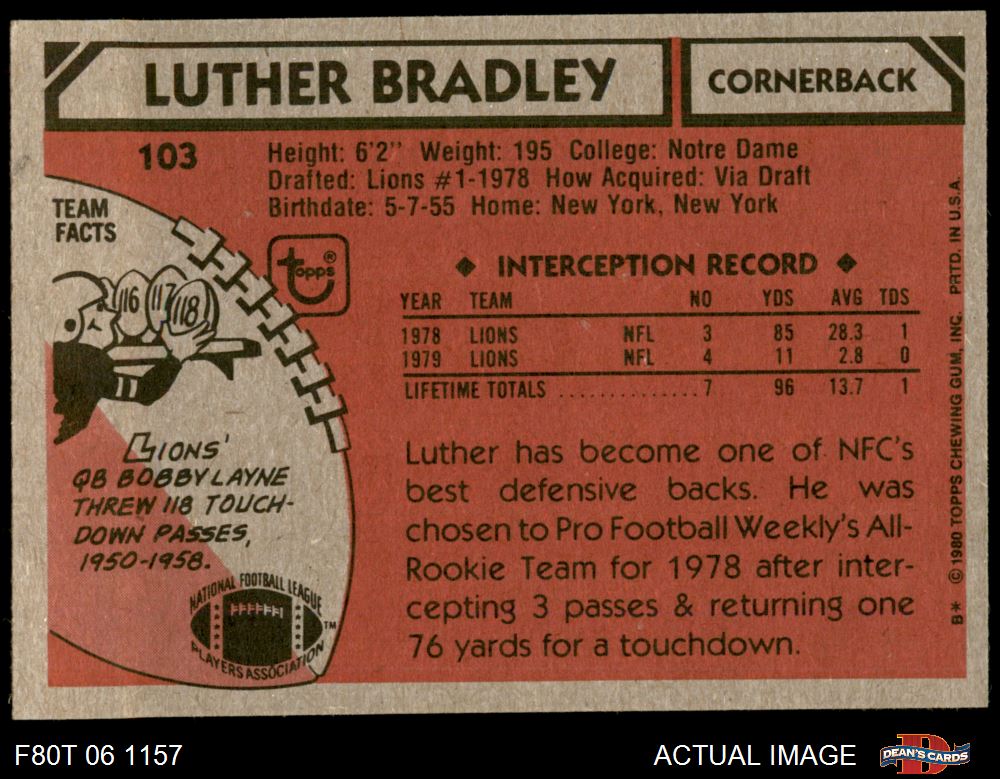 LUTHER BRADLEY
CORNERBACK
103
Height: 6'2" Weight: 195 College: Notre Dame
Drafted: Lions #1-1978 How Acquired: Via Draft
Birthdate: 5-7-55 Home: New York, New York
TEAM
FACTS
116 117 118
topps®
◆ INTERCEPTION RECORD ◆
YEAR TEAM NO YDS AVG TDS
1978 LIONS NFL 3 85 28.3 1
1979 LIONS NFL 4 11 2.8 0
LIFETIME TOTALS .............. 7 96 13.7 1
LIONS'
QB BOBBY LAYNE
THREW 118 TOUCH-
DOWN PASSES,
1950-1958.
NATIONAL FOOTBALL LEAGUE
PLAYERS ASSOCIATION
TM
Luther has become one of NFC's
best defensive backs. He was
chosen to Pro Football Weekly's All-
Rookie Team for 1978 after inter-
cepting 3 passes & returning one
76 yards for a touchdown.
B* © 1980 TOPPS CHEWING GUM, INC. PRTD. IN U.S.A.
F80T 06 1157
ACTUAL IMAGE
DEAN'S CARDS